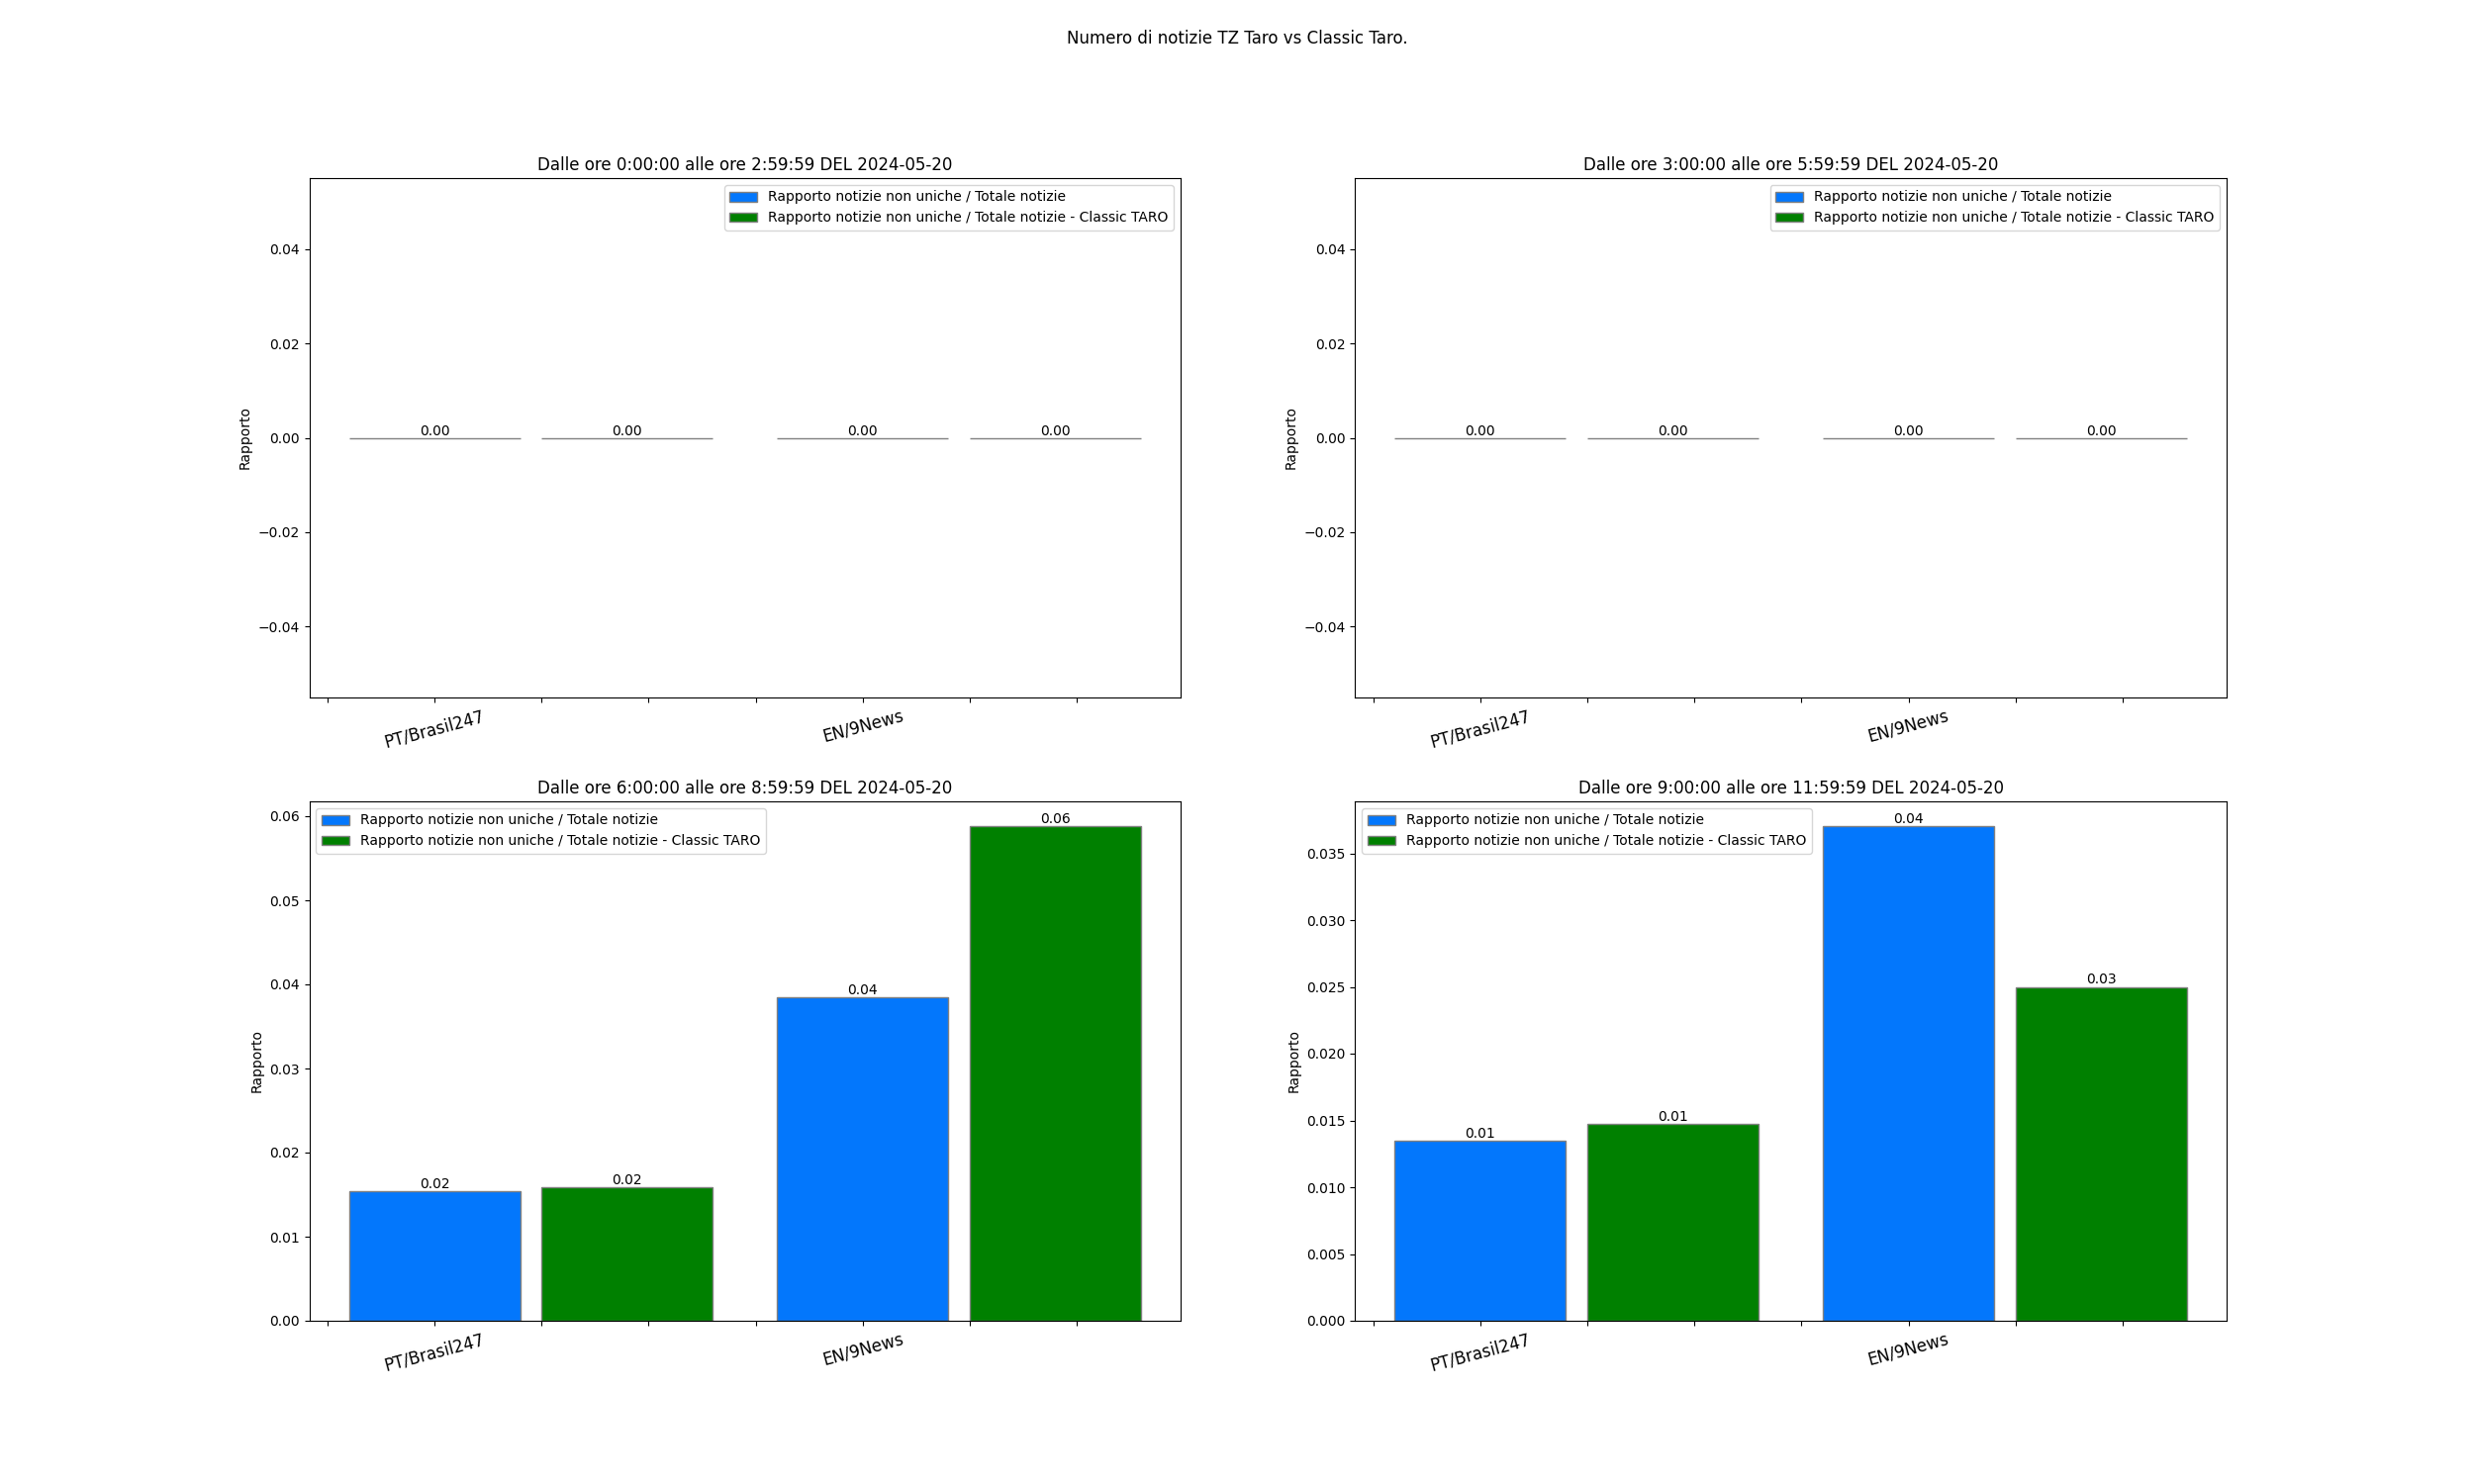 Numero di notizie TZ Taro vs Classic Taro.
Dalle ore 0:00:00 alle ore 2:59:59 DEL 2024-05-20
Rapporto notizie non uniche / Totale notizie
Rapporto notizie non uniche / Totale notizie - Classic TARO
0.04
0.02
0.00
−0.02
−0.04
Rapporto
0.00
0.00
0.00
0.00
PT/Brasil247
EN/9News
Dalle ore 3:00:00 alle ore 5:59:59 DEL 2024-05-20
Rapporto notizie non uniche / Totale notizie
Rapporto notizie non uniche / Totale notizie - Classic TARO
0.04
0.02
0.00
−0.02
−0.04
Rapporto
0.00
0.00
0.00
0.00
PT/Brasil247
EN/9News
Dalle ore 6:00:00 alle ore 8:59:59 DEL 2024-05-20
Rapporto notizie non uniche / Totale notizie
Rapporto notizie non uniche / Totale notizie - Classic TARO
0.06
0.05
0.04
0.03
0.02
0.01
0.00
Rapporto
0.02
0.02
0.04
0.06
PT/Brasil247
EN/9News
Dalle ore 9:00:00 alle ore 11:59:59 DEL 2024-05-20
Rapporto notizie non uniche / Totale notizie
Rapporto notizie non uniche / Totale notizie - Classic TARO
0.035
0.030
0.025
0.020
0.015
0.010
0.005
0.000
Rapporto
0.01
0.01
0.04
0.03
PT/Brasil247
EN/9News